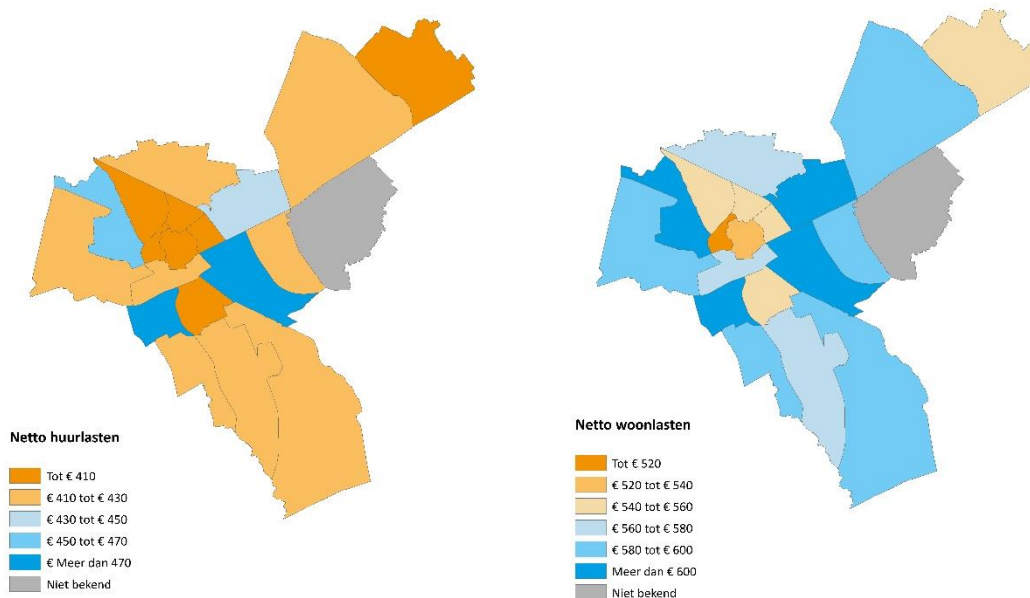 Netto huurlasten
Tot € 410
€ 410 tot € 430
€ 430 tot € 450
€ 450 tot € 470
€ Meer dan 470
Niet bekend
Netto woonlasten
Tot € 520
€ 520 tot € 540
€ 540 tot € 560
€ 560 tot € 580
€ 580 tot € 600
Meer dan € 600
Niet bekend